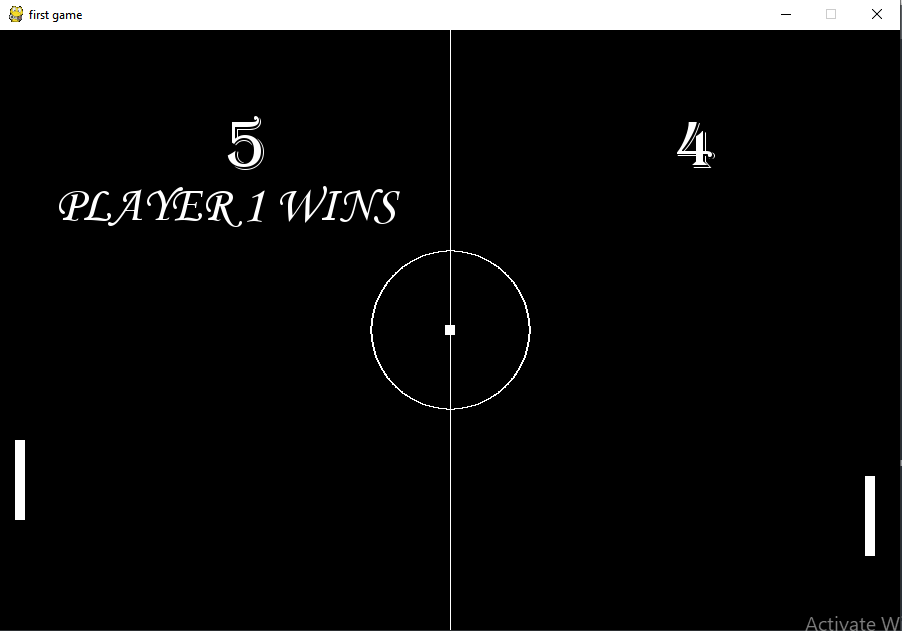 first game
5
4
PLAYER 1 WINS
Activate W